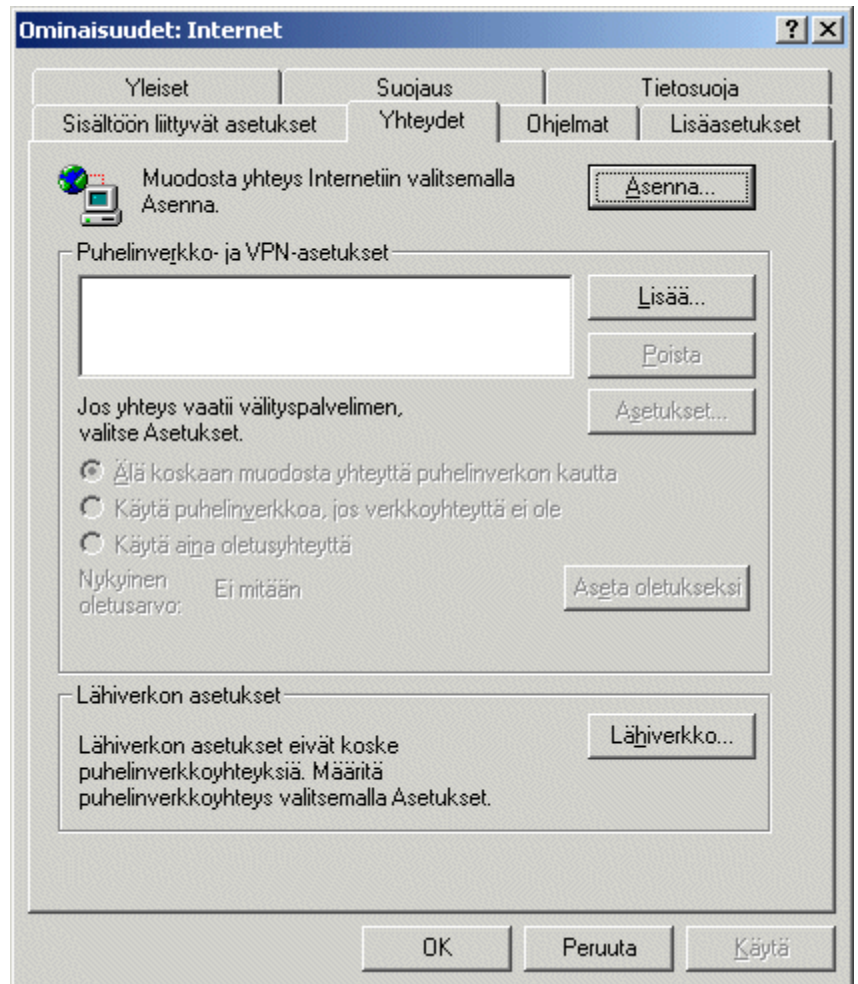 Ominaisuudet: Internet
Yleiset
Suojaus
Tietosuoja
Sisältöön liittyvät asetukset
Yhteydet
Ohjelmat
Lisäasetukset
Muodosta yhteys Internetiin valitsemalla
Asenna.
Asenna...
Puhelinverkko- ja VPN-asetukset
Lisää...
Poista
Jos yhteys vaatii välityspalvelimen,
valitse Asetukset.
Asetukset...
Älä koskaan muodosta yhteyttä puhelinverkon kautta
Käytä puhelinverkkoa, jos verkkoyhteyttä ei ole
Käytä aina oletusyhteyttä
Nykyinen
oletusarvo:
Ei mitään
Aseta oletukseksi
Lähiverkon asetukset
Lähiverkon asetukset eivät koske
puhelinverkkoyhteyksiä. Määritä
puhelinverkkoyhteys valitsemalla Asetukset.
Lähiverkko...
OK
Peruuta
Käytä